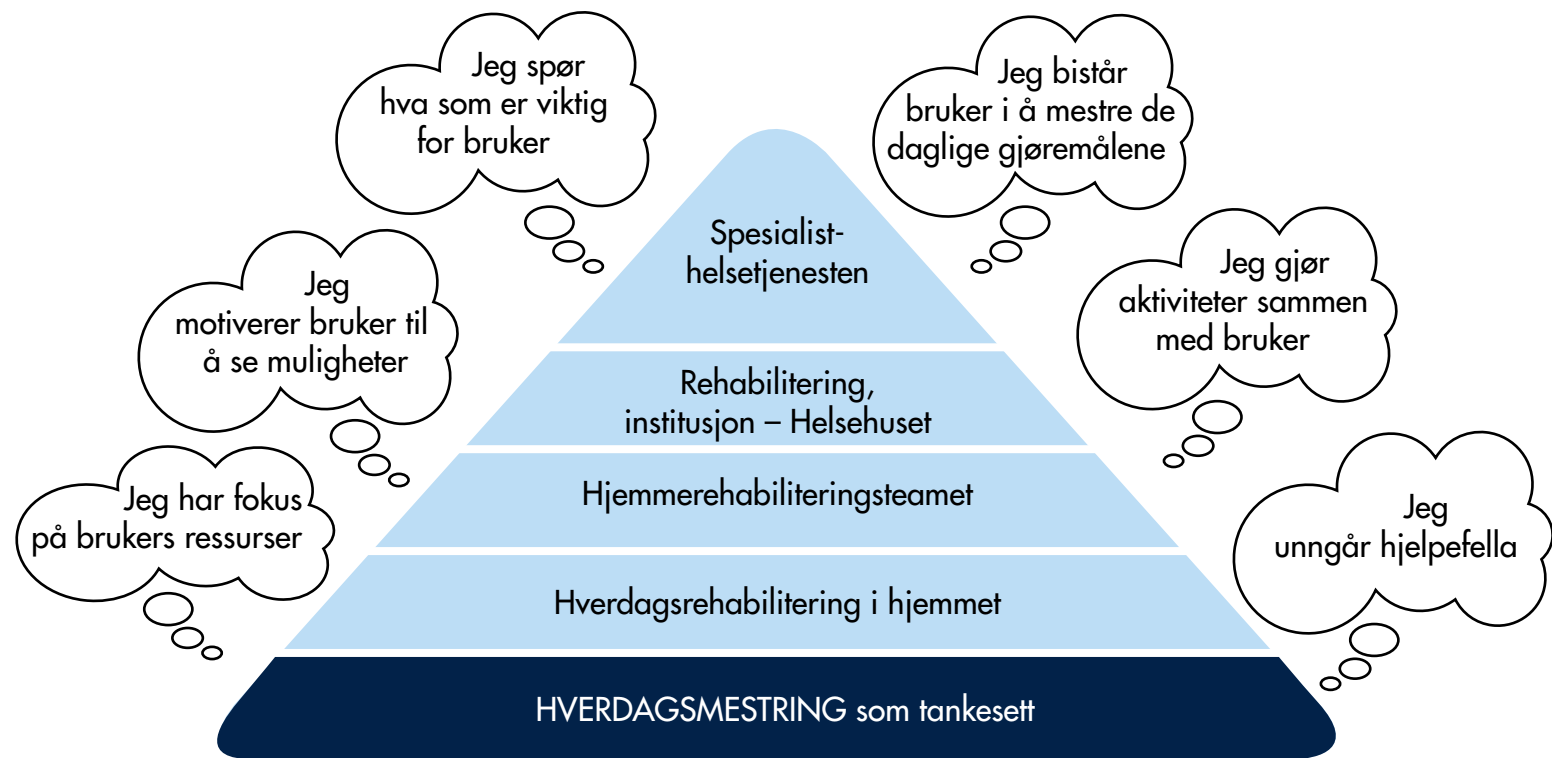 Jeg spør
hva som er viktig
for bruker
Jeg bistår
bruker i å mestre de
daglige gjøremålene
Jeg
motiverer bruker til
å se muligheter
Jeg gjør
aktiviteter sammen
med bruker
Jeg har fokus
på brukers ressurser
Jeg
unngår hjelpefella
Spesialist-
helsetjenesten
Rehabilitering,
institusjon – Helsehuset
Hjemmerehabiliteringsteamet
Hverdagsrehabilitering i hjemmet
HVERDAGSMESTRING som tankesett